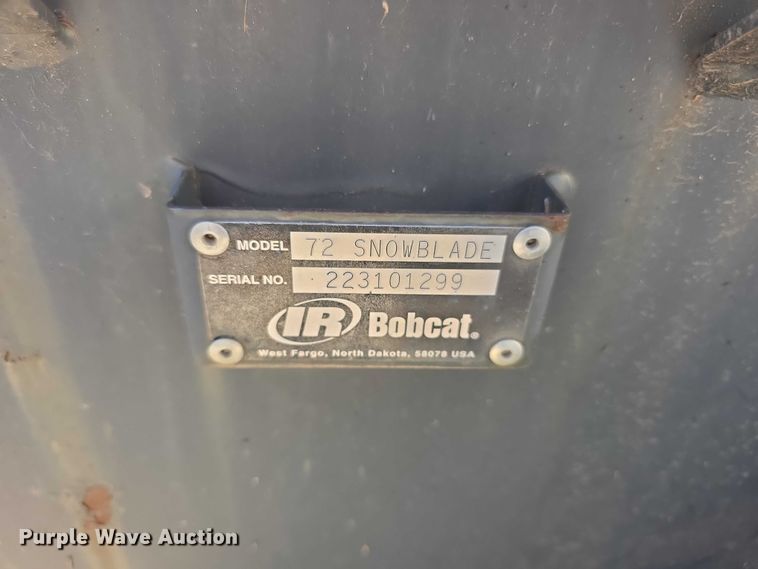 MODEL 72 SNOWBLADE
SERIAL NO. 223101299
IR Bobcat®
West Fargo, North Dakota, 58078 USA
Purple Wave Auction